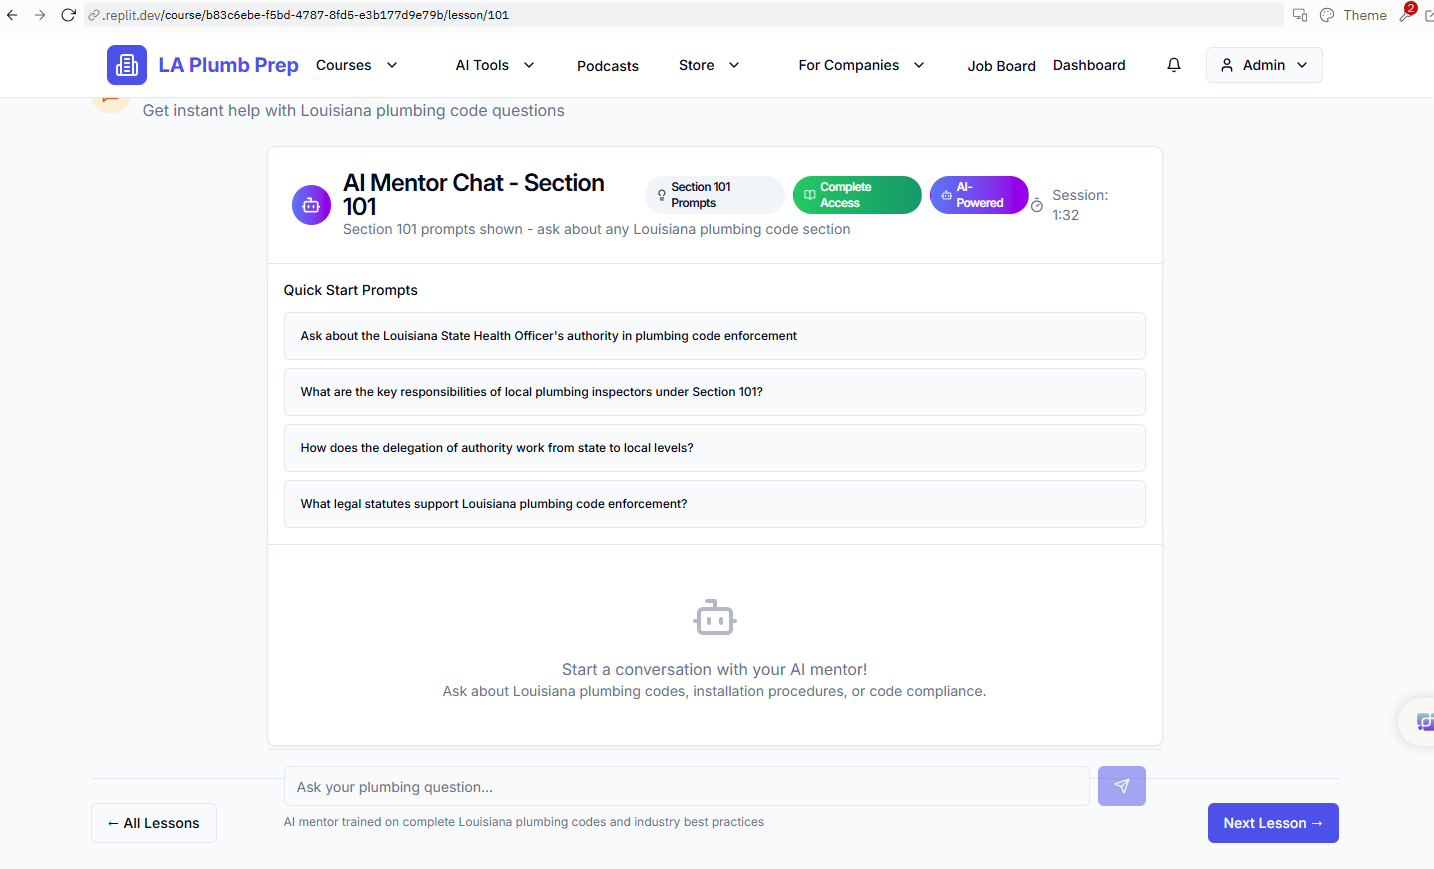 .replit.dev/course/b83c6ebe-f5bd-4787-8fd5-e3b177d9e79b/lesson/101
Theme
2
LA Plumb Prep
Courses
AI Tools
Podcasts
Store
For Companies
Job Board
Dashboard
Admin
Get instant help with Louisiana plumbing code questions
AI Mentor Chat - Section
101
Section 101
Prompts
Complete
Access
AI-
Powered
Session:
1:32
Section 101 prompts shown - ask about any Louisiana plumbing code section
Quick Start Prompts
Ask about the Louisiana State Health Officer's authority in plumbing code enforcement
What are the key responsibilities of local plumbing inspectors under Section 101?
How does the delegation of authority work from state to local levels?
What legal statutes support Louisiana plumbing code enforcement?
Start a conversation with your AI mentor!
Ask about Louisiana plumbing codes, installation procedures, or code compliance.
Ask your plumbing question...
AI mentor trained on complete Louisiana plumbing codes and industry best practices
← All Lessons
Next Lesson →